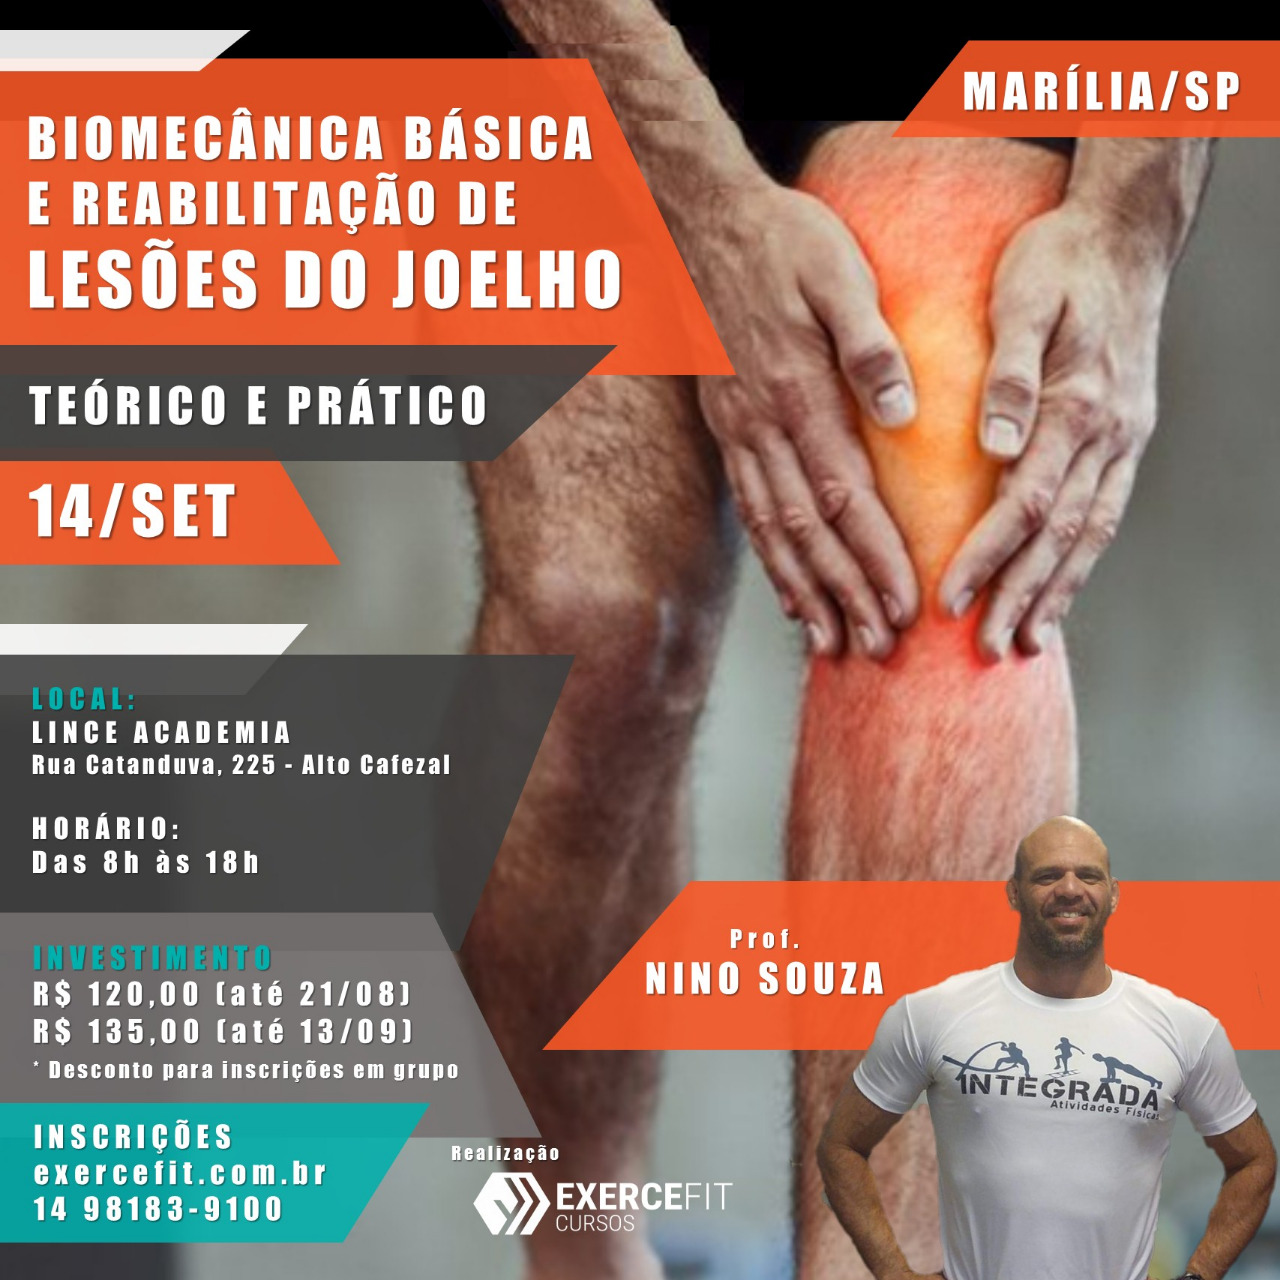 MARÍLIA/SP
BIOMECÂNICA BÁSICA
E REABILITAÇÃO DE
LESÕES DO JOELHO
TEÓRICO E PRÁTICO
14/SET
LOCAL:
LINCE ACADEMIA
Rua Catanduva, 225 - Alto Cafezal
HORÁRIO:
Das 8h às 18h
INVESTIMENTO
R$ 120,00 (até 21/08)
R$ 135,00 (até 13/09)
* Desconto para inscrições em grupo
INSCRIÇÕES
exercefit.com.br
14 98183-9100
Prof.
NINO SOUZA
INTEGRADA
Atividades Físicas
Realização
EXERCEFIT
CURSOS